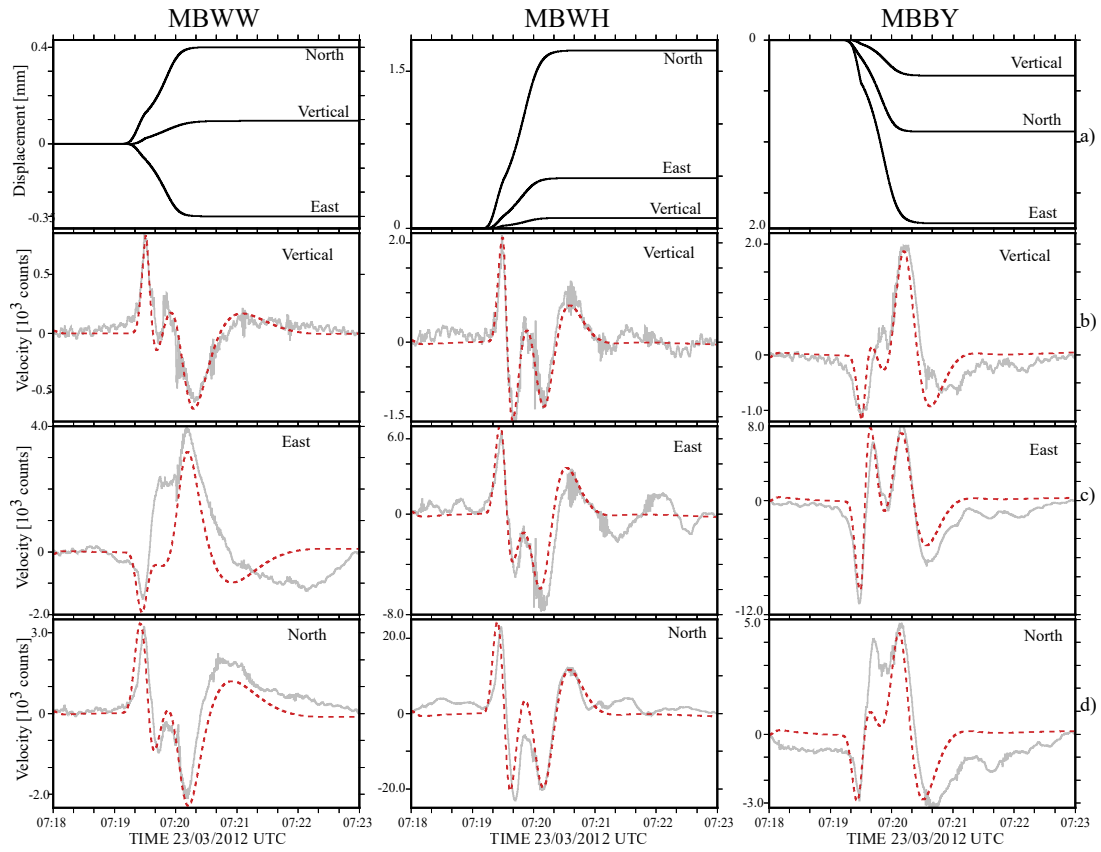 MBWW MBWH MBBY
Displacement [mm]
0.4
0
-0.3
North
Vertical
East
1.5
0
North
East
Vertical
0
2.0
Vertical
North
East
a)
Velocity [10³ counts]
0.5
0
-0.5
Vertical
2.0
0
-1.5
Vertical
2.0
0
-1.0
Vertical
b)
Velocity [10³ counts]
4.0
0
-2.0
East
6.0
0
-8.0
East
8.0
0
-12.0
East
c)
Velocity [10³ counts]
3.0
0
-2.0
North
20.0
0
-20.0
North
5.0
0
-3.0
North
d)
07:18 07:19 07:20 07:21 07:22 07:23
TIME 23/03/2012 UTC
07:18 07:19 07:20 07:21 07:22 07:23
TIME 23/03/2012 UTC
07:18 07:19 07:20 07:21 07:22 07:23
TIME 23/03/2012 UTC